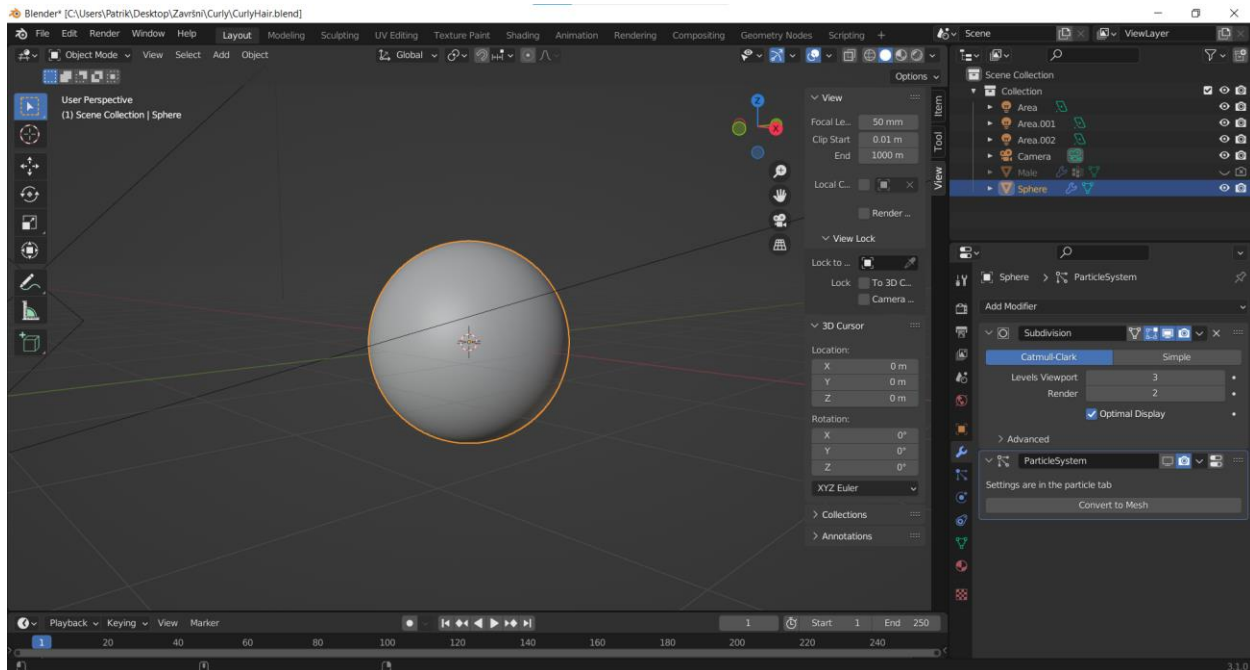 Blender* [C:\Users\Patrik\Desktop\Završni\Curly\CurlyHair.blend]
File Edit Render Window Help Layout Modeling Sculpting UV Editing Texture Paint Shading Animation Rendering Compositing Geometry Nodes Scripting + Scene ViewLayer
Object Mode View Select Add Object Global
Options
User Perspective
(1) Scene Collection | Sphere
Z
X
View
Focal Le... 50 mm
Clip Start 0.01 m
End 1000 m
Local C...
Render ...
View Lock
Lock to ...
Lock To 3D C...
Camera ...
3D Cursor
Location:
X 0 m
Y 0 m
Z 0 m
Rotation:
X 0°
Y 0°
Z 0°
XYZ Euler
Collections
Annotations
Item
Tool
View
Scene Collection
Collection
Area
Area.001
Area.002
Camera
Male
Sphere
Sphere > ParticleSystem
Add Modifier
Subdivision
Catmull-Clark Simple
Levels Viewport 3
Render 2
Optimal Display
Advanced
ParticleSystem
Settings are in the particle tab
Convert to Mesh
Playback Keying View Marker 1 Start 1 End 250
1 20 40 60 80 100 120 140 160 180 200 220 240
3.1.0